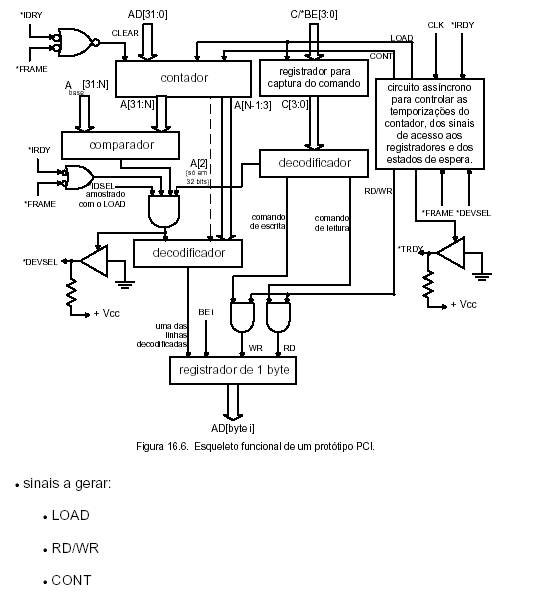 *IDRY
AD[31:0]
C/*BE[3:0]
CLK
*IRDY
CLEAR
LOAD
*FRAME
CONT
A base [31:N]
contador
registrador para
captura do comando
circuito assíncrono
para controlar as
temporizações do
contador, dos sinais
de acesso aos
registradores e dos
estados de espera.
A[31:N]
A[N-1:3]
C[3:0]
comparador
*IRDY
A[2]
(só em
32 bits)
decodificador
IDSEL
amostrado
com o LOAD
*FRAME
RD/WR
comando
de escrita
comando
de leitura
*FRAME
*DEVSEL
decodificador
*DEVSEL
*TRDY
+ Vcc
+ Vcc
BE i
uma das
linhas
decodificadas
WR
RD
registrador de 1 byte
AD[byte i]
Figura 16.6. Esqueleto funcional de um protótipo PCI.
• sinais a gerar:
• LOAD
• RD/WR
• CONT